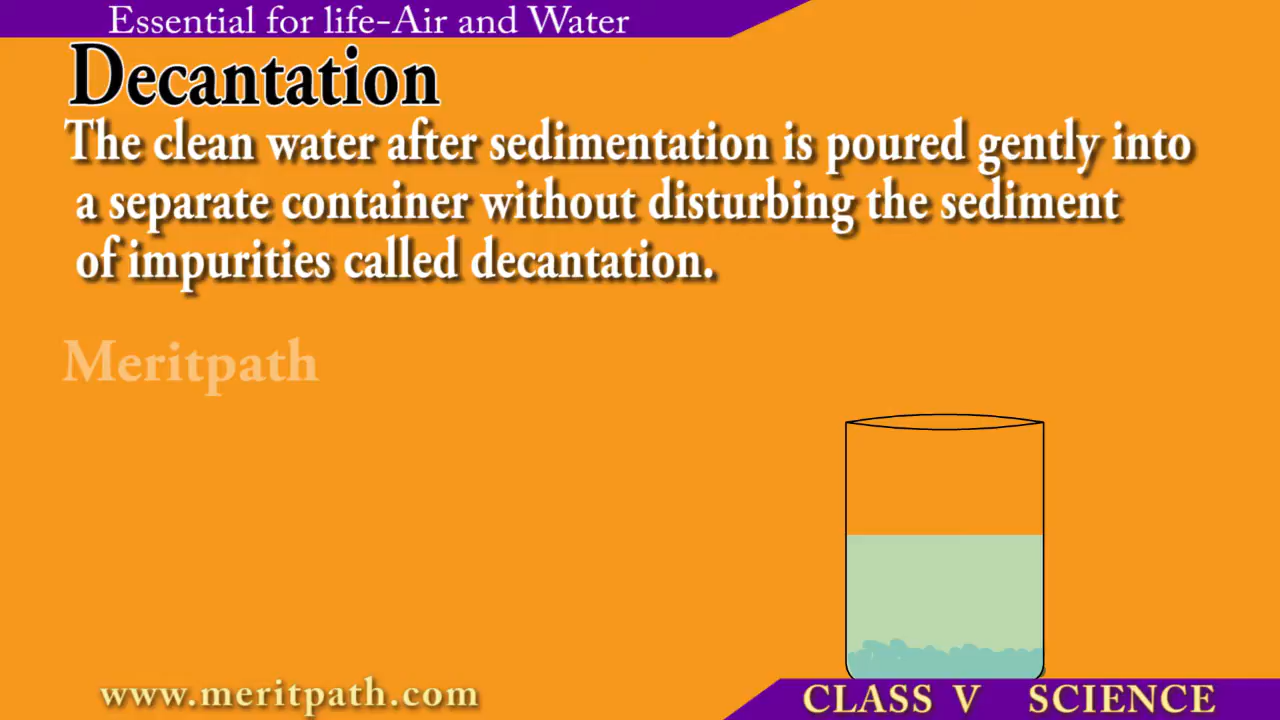 Essential for life-Air and Water
Decantation
The clean water after sedimentation is poured gently into
a separate container without disturbing the sediment
of impurities called decantation.
Meritpath
www.meritpath.com
CLASS V SCIENCE